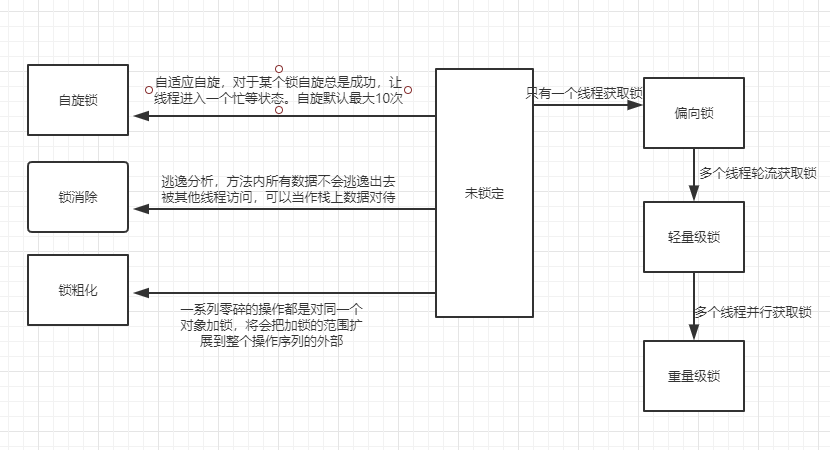 自旋锁
自适应自旋，对于某个锁自旋总是成功，让
线程进入一个忙等状态。自旋默认最大10次
锁消除
逃逸分析，方法内所有数据不会逃逸出去
被其他线程访问，可以当作栈上数据对待
锁粗化
一系列零碎的操作都是对同一个
对象加锁，将会把加锁的范围扩
展到整个操作序列的外部
未锁定
只有一个线程获取锁
偏向锁
多个线程轮流获取锁
轻量级锁
多个线程并行获取锁
重量级锁